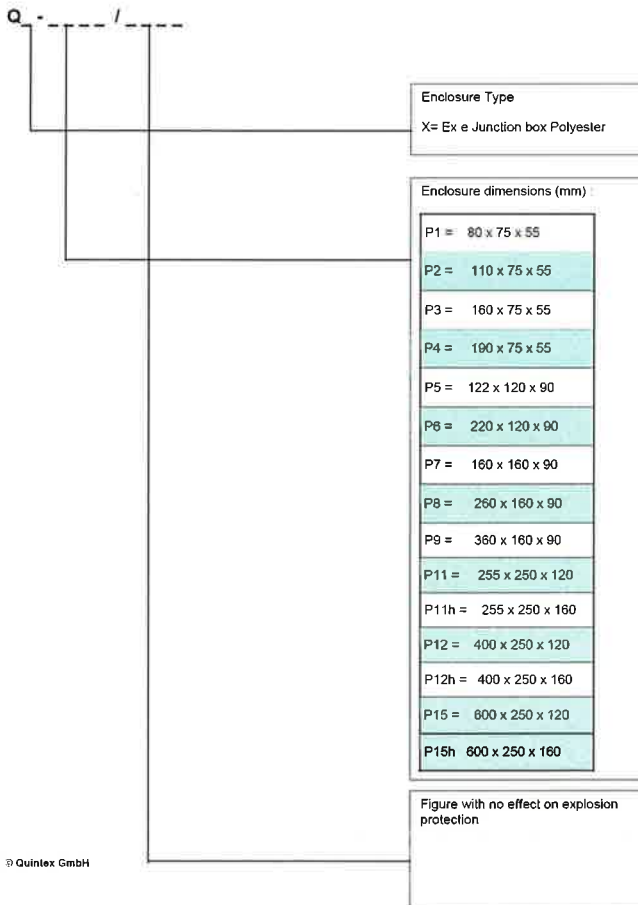 Q_-____/____
Enclosure Type
X= Ex e Junction box Polyester
Enclosure dimensions (mm)
P1 = 80 x 75 x 55
P2 = 110 x 75 x 55
P3 = 160 x 75 x 55
P4 = 190 x 75 x 55
P5 = 122 x 120 x 90
P6 = 220 x 120 x 90
P7 = 160 x 160 x 90
P8 = 260 x 160 x 90
P9 = 360 x 160 x 90
P11 = 255 x 250 x 120
P11h = 255 x 250 x 160
P12 = 400 x 250 x 120
P12h = 400 x 250 x 160
P15 = 600 x 250 x 120
P15h 600 x 250 x 160
Figure with no effect on explosion
protection
© Quintex GmbH